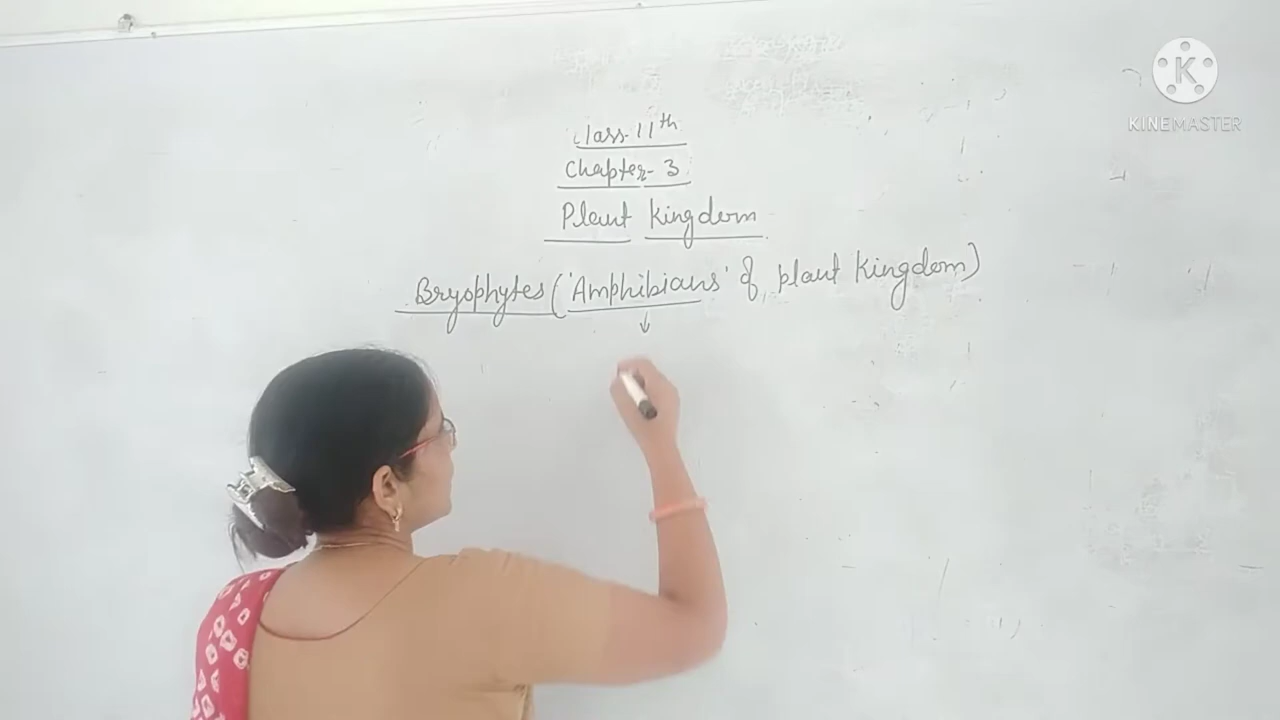 Class-11th
Chapter-3
Plant Kingdom
Bryophytes ('Amphibians' of plant Kingdom)
K
KINEMASTER